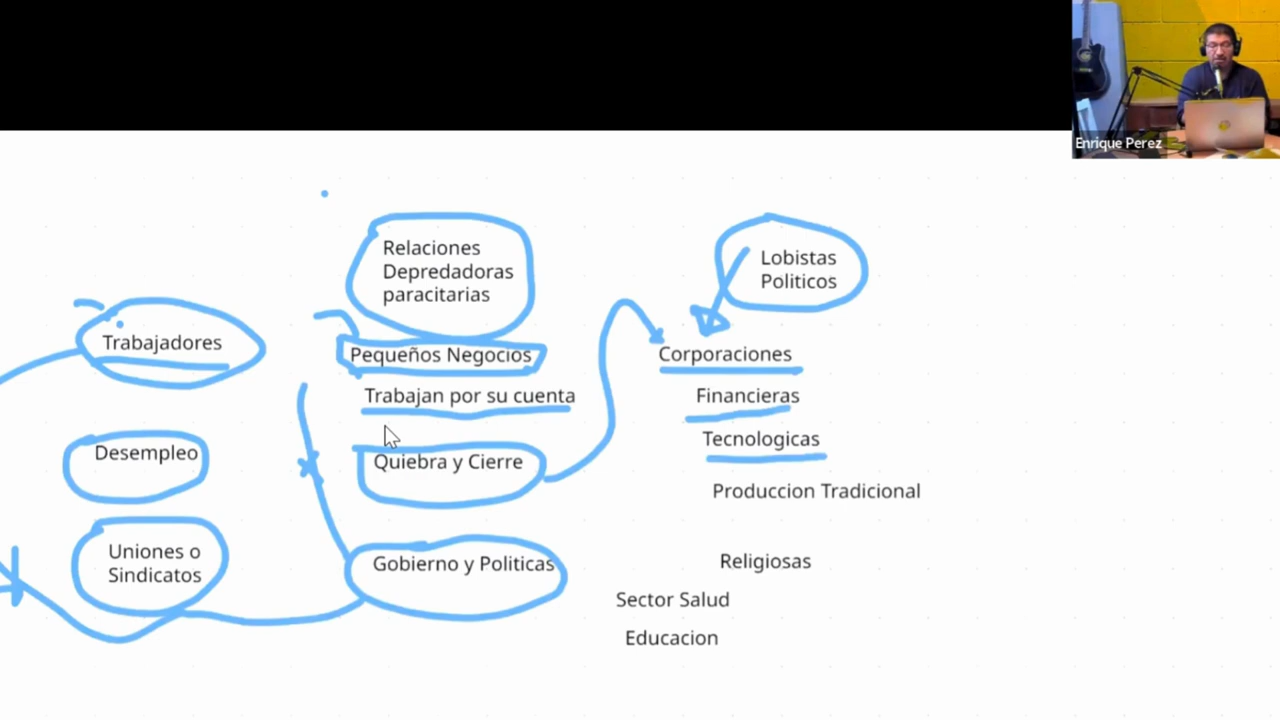 Enrique Perez
Relaciones
Depredadoras
paracitarias
Lobistas
Politicos
Trabajadores
Pequeños Negocios
Corporaciones
Trabajan por su cuenta
Financieras
Tecnologicas
Desempleo
Quiebra y Cierre
Produccion Tradicional
Uniones o
Sindicatos
Gobierno y Politicas
Religiosas
Sector Salud
Educacion